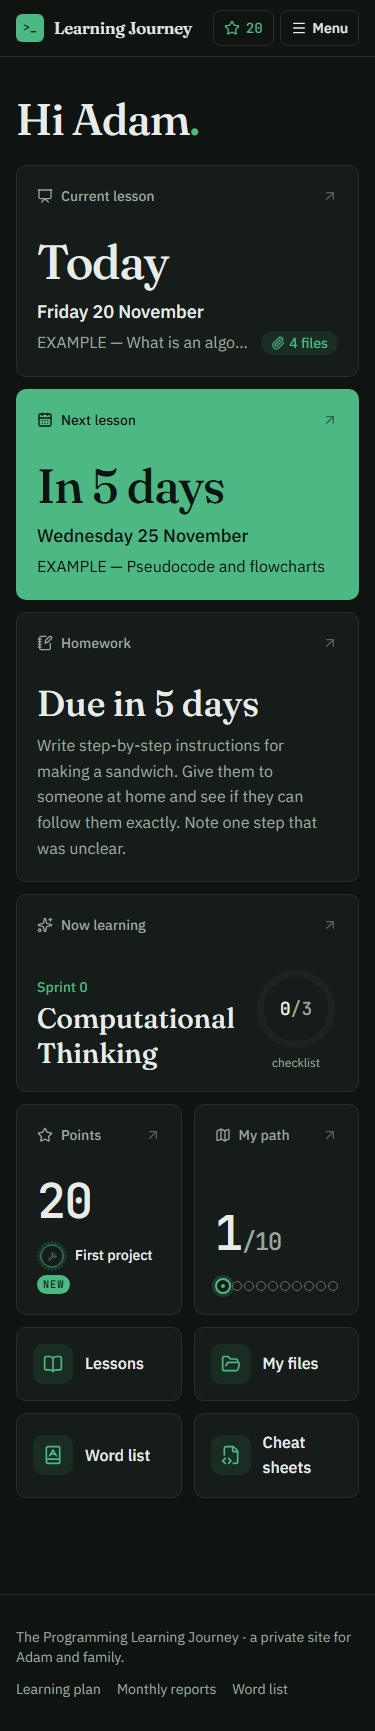 >_ Learning Journey 20 Menu
Hi Adam.
Current lesson
Today
Friday 20 November
EXAMPLE — What is an algo... 4 files
Next lesson
In 5 days
Wednesday 25 November
EXAMPLE — Pseudocode and flowcharts
Homework
Due in 5 days
Write step-by-step instructions for
making a sandwich. Give them to
someone at home and see if they can
follow them exactly. Note one step that
was unclear.
Now learning
Sprint 0
Computational
Thinking
0/3
checklist
Points
20
First project
NEW
My path
1/10
Lessons
My files
Word list
Cheat
sheets
The Programming Learning Journey · a private site for
Adam and family.
Learning plan Monthly reports Word list